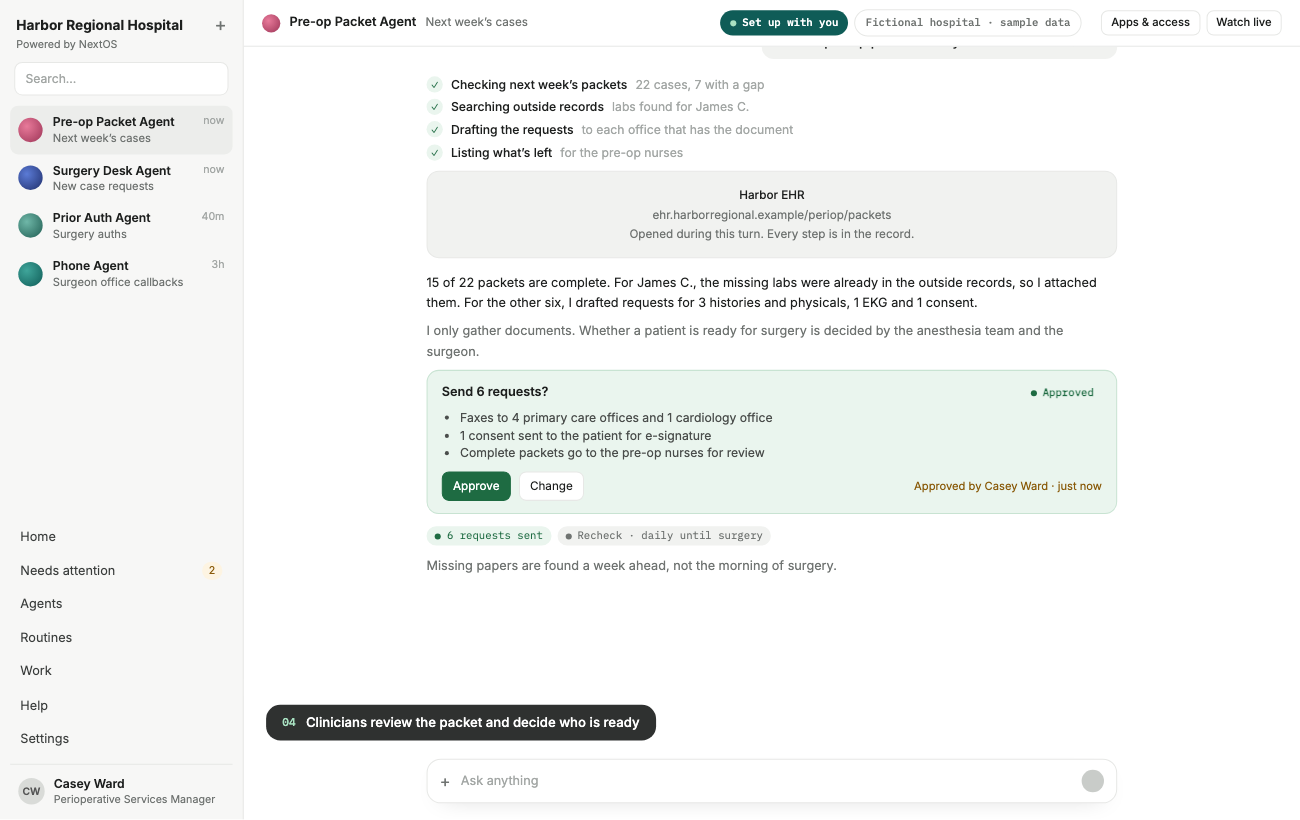 Harbor Regional Hospital
+
Powered by NextOS
Search...
Pre-op Packet Agent
now
Next week's cases
Surgery Desk Agent
now
New case requests
Prior Auth Agent
40m
Surgery auths
Phone Agent
3h
Surgeon office callbacks
Home
Needs attention
2
Agents
Routines
Work
Help
Settings
CW
Casey Ward
Perioperative Services Manager
Pre-op Packet Agent
Next week's cases
Set up with you
Fictional hospital · sample data
Apps & access
Watch live
Checking next week's packets 22 cases, 7 with a gap
Searching outside records labs found for James C.
Drafting the requests to each office that has the document
Listing what's left for the pre-op nurses
Harbor EHR
ehr.harborregional.example/periop/packets
Opened during this turn. Every step is in the record.
15 of 22 packets are complete. For James C., the missing labs were already in the outside records, so I attached
them. For the other six, I drafted requests for 3 histories and physicals, 1 EKG and 1 consent.
I only gather documents. Whether a patient is ready for surgery is decided by the anesthesia team and the
surgeon.
Send 6 requests?
Approved
• Faxes to 4 primary care offices and 1 cardiology office
• 1 consent sent to the patient for e-signature
• Complete packets go to the pre-op nurses for review
Approve
Change
Approved by Casey Ward · just now
6 requests sent
Recheck · daily until surgery
Missing papers are found a week ahead, not the morning of surgery.
04 Clinicians review the packet and decide who is ready
+ Ask anything